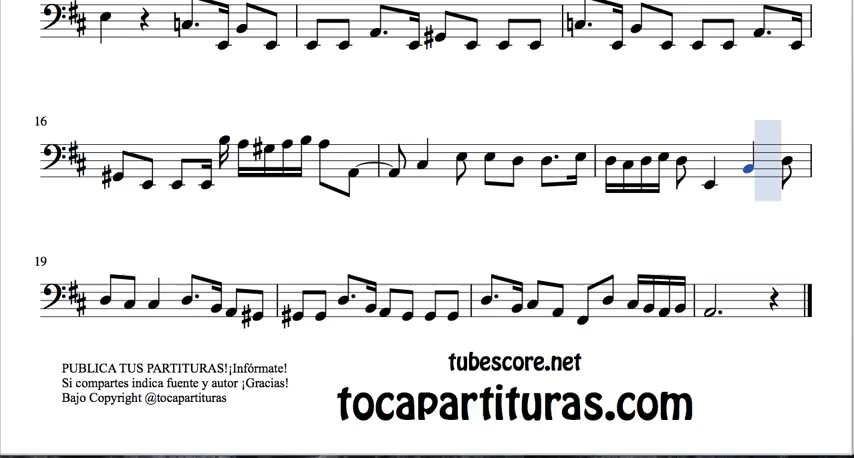 16
19
PUBLICA TUS PARTITURAS!¡Infórmate!
Si compartes indica fuente y autor ¡Gracias!
Bajo Copyright @tocapartituras
tubescore.net
tocapartituras.com